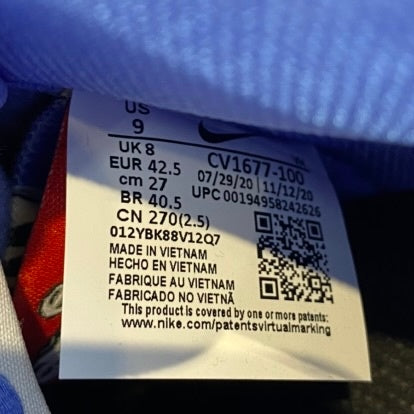 US
9
UK 8
EUR 42.5
cm 27
BR 40.5
CN 270(2.5)
012YBK88V12Q7
CV1677-100
07/29/20 11/12/20
UPC 00194958242626
MADE IN VIETNAM
HECHO EN VIETNAM
FABRIQUE AU VIETNAM
FABRICADO NO VIETNÃ
This product is covered by one or more patents:
www.nike.com/patentsvirtualmarking